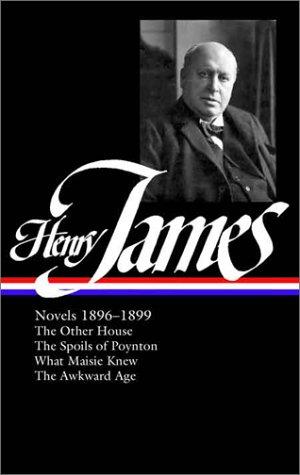 Henry James
Novels 1896–1899
The Other House
The Spoils of Poynton
What Maisie Knew
The Awkward Age